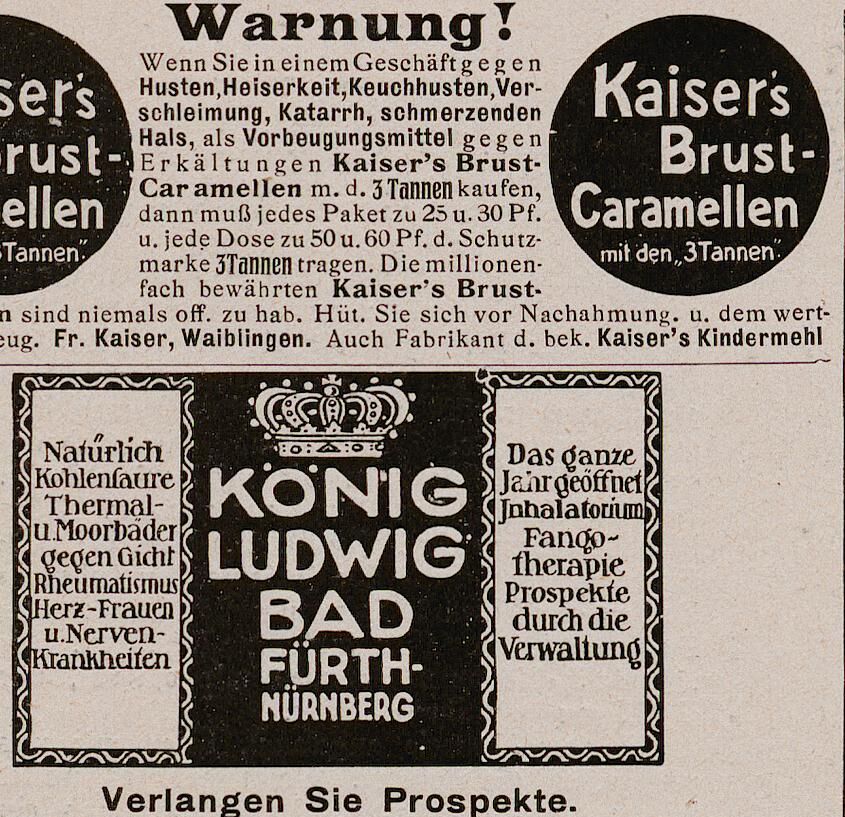 Warnung!
Wenn Sie in einem Geschäft gegen
Husten, Heiserkeit, Keuchhusten, Ver-
schleimung, Katarrh, schmerzenden
Hals, als Vorbeugungsmittel gegen
Erkältungen Kaiser's Brust-
Caramellen m. d. 3 Tannen kaufen,
dann muß jedes Paket zu 25 u. 30 Pf.
u. jede Dose zu 50 u. 60 Pf. d. Schutz-
marke 3 Tannen tragen. Die millionen-
fach bewährten Kaiser's Brust-
n sind niemals off. zu hab. Hüt. Sie sich vor Nachahmung. u. dem wert-
eug. Fr. Kaiser, Waiblingen. Auch Fabrikant d. bek. Kaiser's Kindermehl
ser's
rust-
ellen
Tannen".
Kaiser's
Brust-
Caramellen
mit den „3 Tannen".
Natürlich
Kohlensaure
Thermal-
u. Moorbäder
gegen Gicht
Rheumatismus
Herz-Frauen
u. Nerven-
Krankheiten
KÖNIG
LUDWIG
BAD
FÜRTH-
NÜRNBERG
Das ganze
Jahr geöffnet
Inhalatorium
Fango-
therapie
Prospekte
durch die
Verwaltung
Verlangen Sie Prospekte.